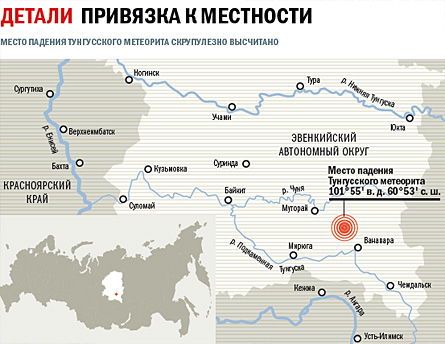 ДЕТАЛИ ПРИВЯЗКА К МЕСТНОСТИ
МЕСТО ПАДЕНИЯ ТУНГУССКОГО МЕТЕОРИТА СКРУПУЛЕЗНО ВЫСЧИТАНО
Ногинск
Тура
р. Нижняя Тунгуска
Сургутиха
Учами
Юкта
р. Енисей
Верхнеимбатск
ЭВЕНКИЙСКИЙ
АВТОНОМНЫЙ ОКРУГ
Бахта
Кузьмовка
Суринда
Место падения
Тунгусского метеорита
101°55' в. д. 60°53' с. ш.
КРАСНОЯРСКИЙ
КРАЙ
Суломай
Байкит
р. Чуня
Муторай
р. Подкаменная
Тунгуска
Мирюга
Ванавара
Кежма
р. Ангара
Чемдальск
Усть-Илимск